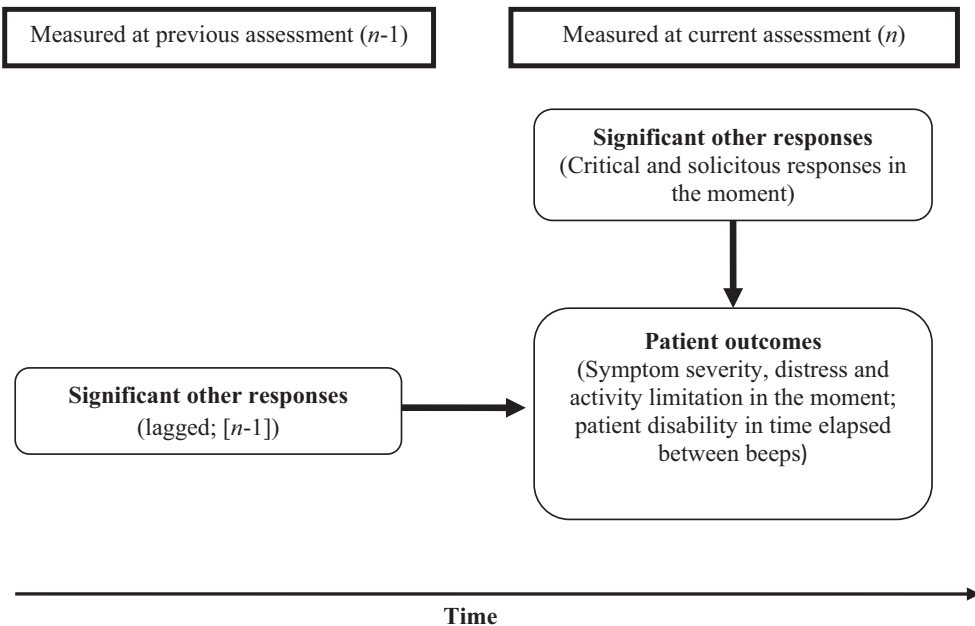 Measured at previous assessment (n-1)
Measured at current assessment (n)
Significant other responses
(Critical and solicitous responses in
the moment)
Patient outcomes
(Symptom severity, distress and
activity limitation in the moment;
patient disability in time elapsed
between beeps)
Significant other responses
(lagged; [n-1])
Time